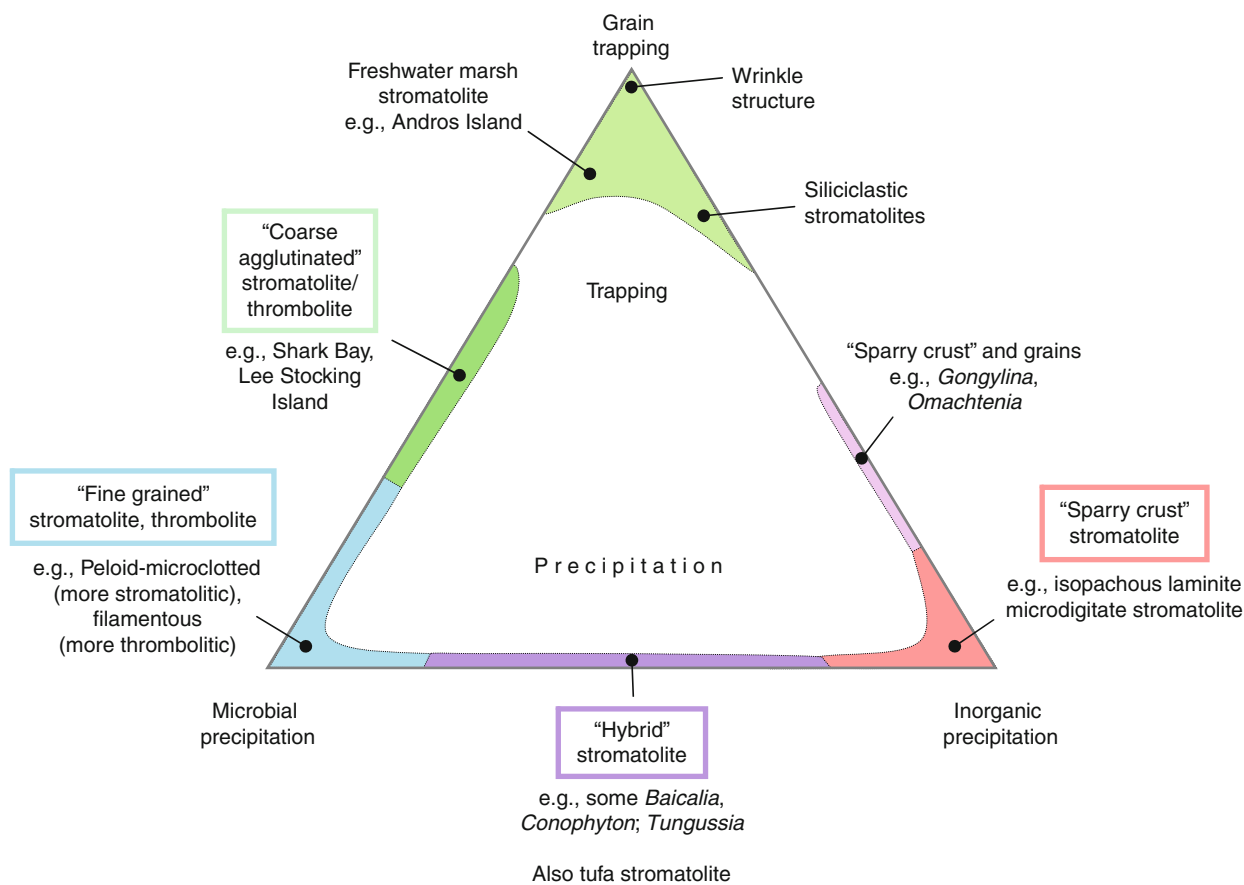 Grain
trapping
Freshwater marsh
stromatolite
e.g., Andros Island
Wrinkle
structure
Siliciclastic
stromatolites
“Coarse
agglutinated”
stromatolite/
thrombolite
e.g., Shark Bay,
Lee Stocking
Island
Trapping
“Sparry crust” and grains
e.g., Gongylina,
Omachtenia
“Fine grained”
stromatolite, thrombolite
e.g., Peloid-microclotted
(more stromatolitic),
filamentous
(more thrombolitic)
Precipitation
“Sparry crust”
stromatolite
e.g., isopachous laminite
microdigitate stromatolite
Microbial
precipitation
“Hybrid”
stromatolite
e.g., some Baicalia,
Conophyton; Tungussia
Also tufa stromatolite
Inorganic
precipitation